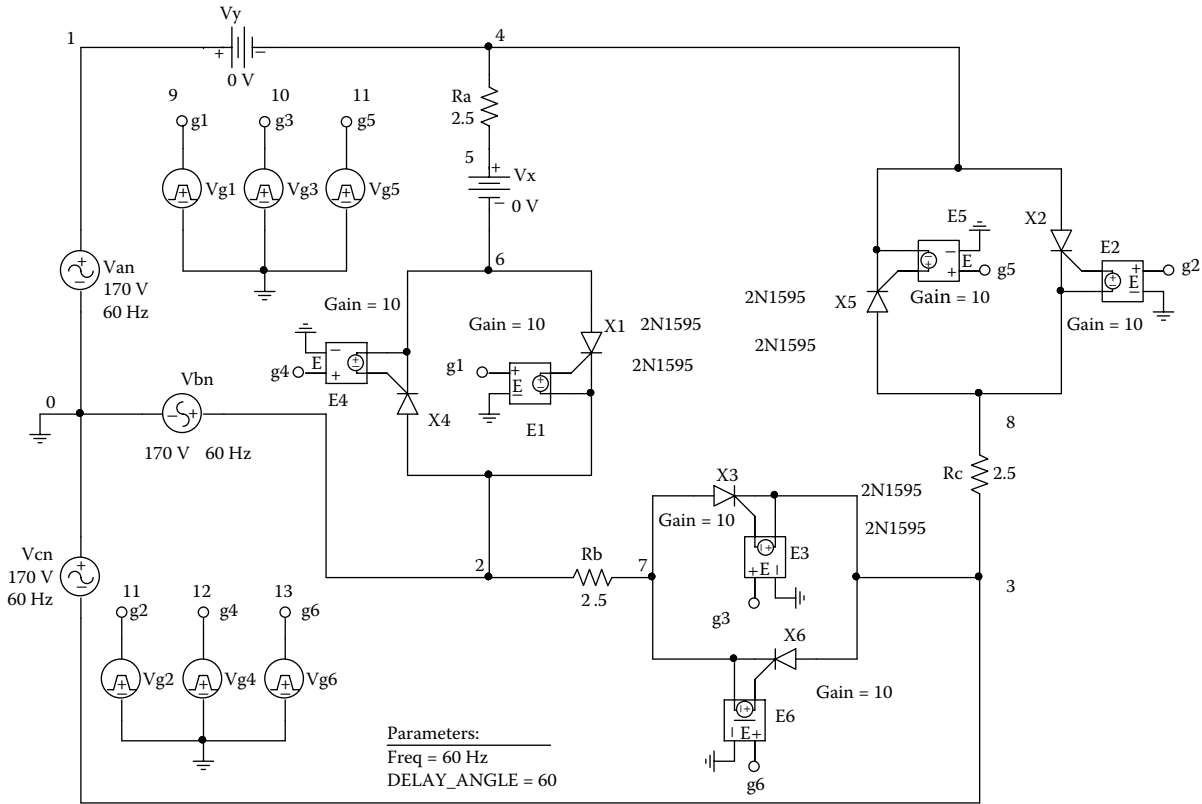 Vy
1
4
+
−
0 V
9
10
11
g1
g3
g5
Ra
2.5
5
+
Vx
−
0 V
Vg1
Vg3
Vg5
Van
170 V
60 Hz
6
E5
X2
E2
g2
g5
X5
E
−
+
Gain = 10
2N1595
2N1595
E
+
−
Gain = 10
Gain = 10
Gain = 10
X1
2N1595
2N1595
g4
E
−
+
E4
X4
g1
+
E
−
E1
0
Vbn
170 V 60 Hz
8
Rc
2.5
X3
2N1595
Gain = 10
2N1595
E3
+ E −
g3
Vcn
170 V
60 Hz
2
Rb
2.5
7
3
11
12
13
g2
g4
g6
Vg2
Vg4
Vg6
X6
Gain = 10
E6
− E+
g6
Parameters:
Freq = 60 Hz
DELAY_ANGLE = 60